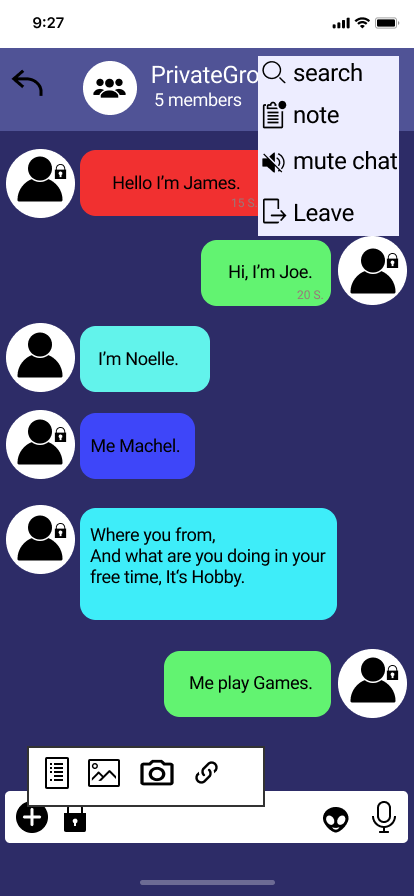 9:27
PrivateGro
5 members
search
note
mute chat
Leave
Hello I'm James.
15 S.
Hi, I'm Joe.
20 S.
I'm Noelle.
Me Machel.
Where you from,
And what are you doing in your
free time, It's Hobby.
Me play Games.